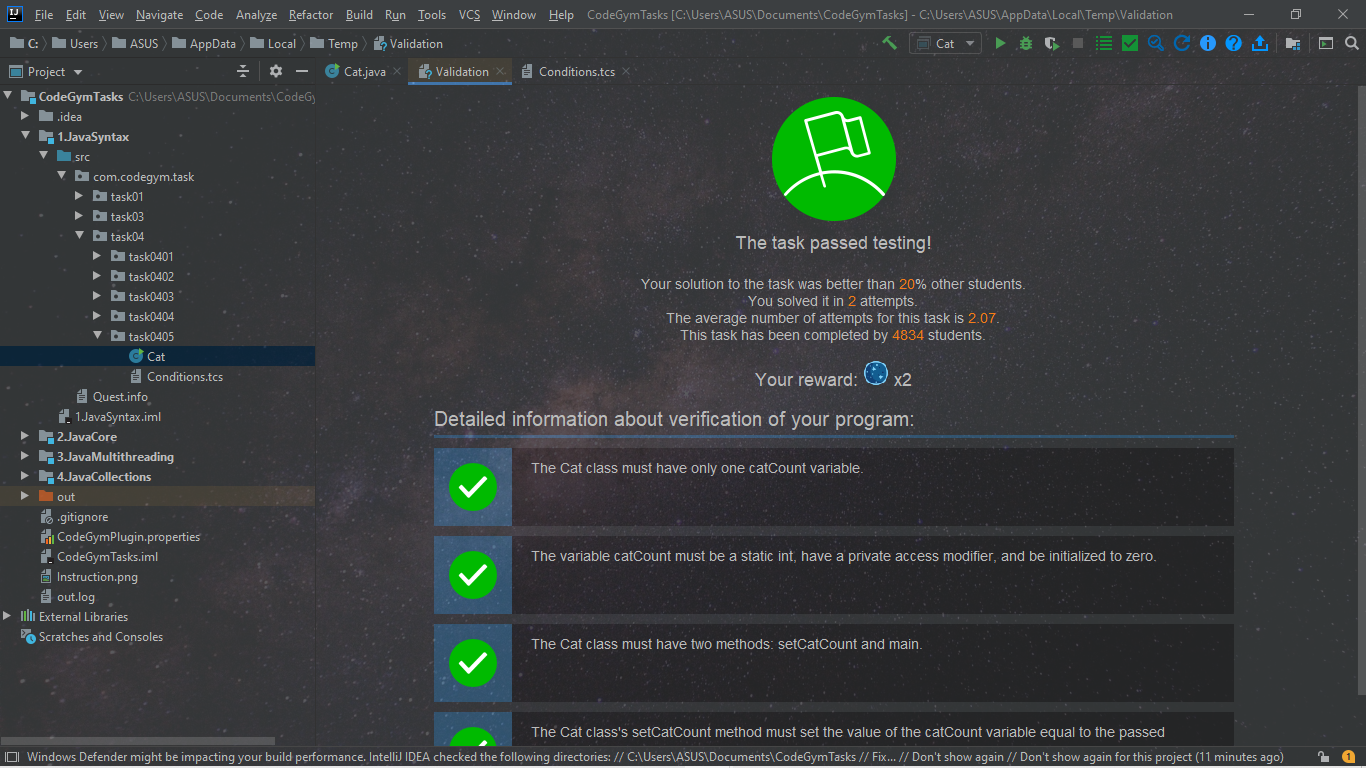 File Edit View Navigate Code Analyze Refactor Build Run Tools VCS Window Help CodeGymTasks [C:\Users\ASUS\Documents\CodeGymTasks] - C:\Users\ASUS\AppData\Local\Temp\Validation
C: Users ASUS AppData Local Temp Validation Cat
Project Cat.java Validation Conditions.tcs
CodeGymTasks C:\Users\ASUS\Documents\CodeGy
.idea
1.JavaSyntax
src
com.codegym.task
task01
task03
task04
task0401
task0402
task0403
task0404
task0405
Cat
Conditions.tcs
Quest.info
1.JavaSyntax.iml
2.JavaCore
3.JavaMultithreading
4.JavaCollections
out
.gitignore
CodeGymPlugin.properties
CodeGymTasks.iml
Instruction.png
out.log
External Libraries
Scratches and Consoles
The task passed testing!
Your solution to the task was better than 20% other students.
You solved it in 2 attempts.
The average number of attempts for this task is 2.07.
This task has been completed by 4834 students.
Your reward: x2
Detailed information about verification of your program:
The Cat class must have only one catCount variable.
The variable catCount must be a static int, have a private access modifier, and be initialized to zero.
The Cat class must have two methods: setCatCount and main.
The Cat class's setCatCount method must set the value of the catCount variable equal to the passed
Windows Defender might be impacting your build performance. IntelliJ IDEA checked the following directories: // C:\Users\ASUS\Documents\CodeGymTasks // Fix... // Don't show again // Don't show again for this project (11 minutes ago) 1